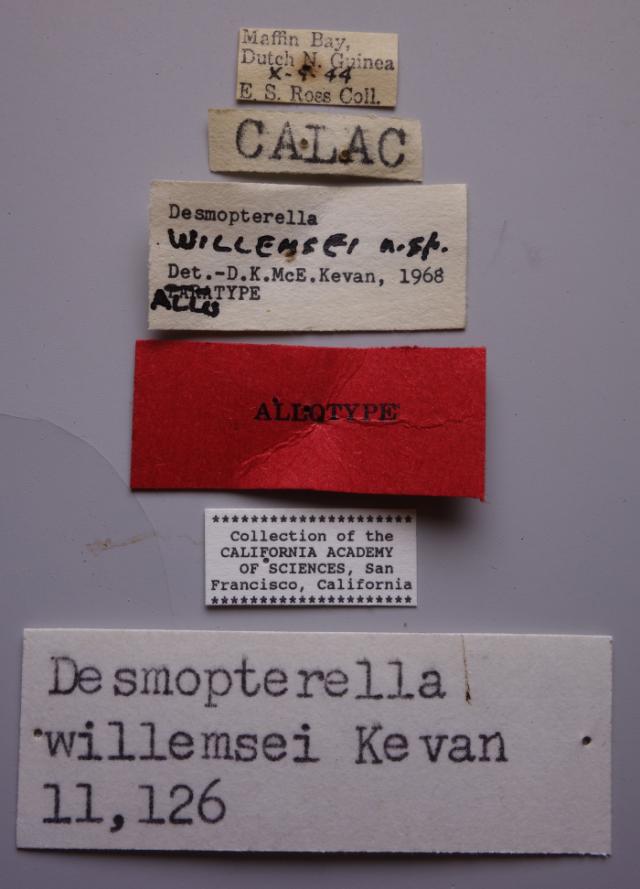 Maffin Bay,
Dutch N. Guinea
44
E. S. Ross Coll.
CALAC
Desmopterella
WILLEMSEI n.sp.
Det.-D.K.McE.Kevan, 1968
PARATYPE
ALLO
ALLOTYPE
********************
Collection of the
CALIFORNIA ACADEMY
OF SCIENCES, San
Francisco, California
********************
Desmopterella
willemsei Kevan
11,126